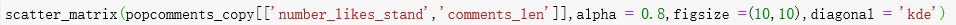 scatter_matrix(popcomments_copy[['number_likes_stand','comments_len']],alpha = 0.8,figsize =(10,10),diagonal = 'kde')